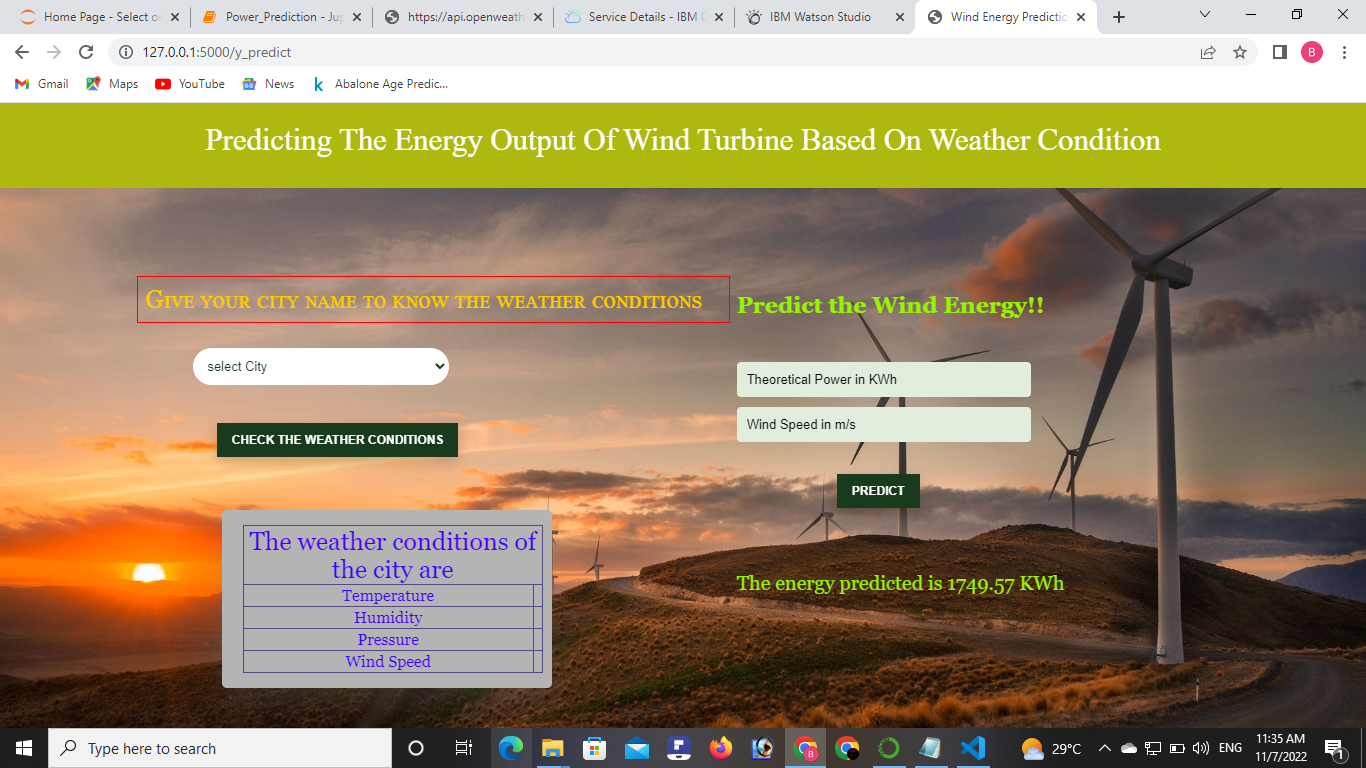 Home Page - Select or
Power_Prediction - Jup
https://api.openweath
Service Details - IBM C
IBM Watson Studio
Wind Energy Predictio
127.0.0.1:5000/y_predict
B
Gmail
Maps
YouTube
News
Abalone Age Predic...
Predicting The Energy Output Of Wind Turbine Based On Weather Condition
Give your city name to know the weather conditions
select City
CHECK THE WEATHER CONDITIONS
The weather conditions of
the city are
Temperature
Humidity
Pressure
Wind Speed
Predict the Wind Energy!!
Theoretical Power in KWh
Wind Speed in m/s
PREDICT
The energy predicted is 1749.57 KWh
Type here to search
29°C
ENG
11:35 AM
11/7/2022
1